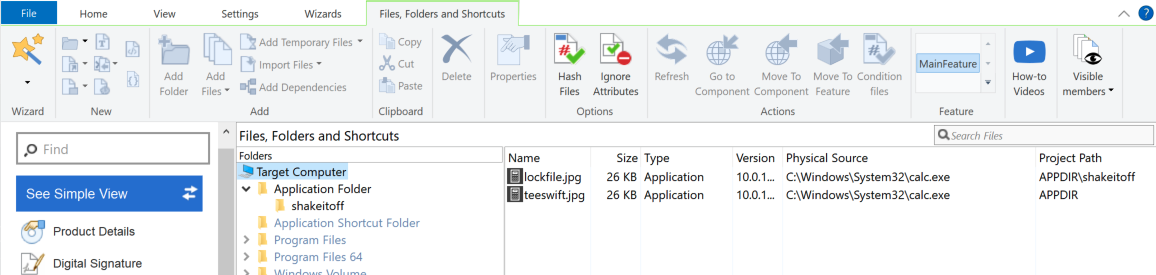 File Home View Settings Wizards Files, Folders and Shortcuts
Wizard
New
Add Folder
Add Files
Add Temporary Files
Import Files
Add Dependencies
Add
Copy
Cut
Paste
Clipboard
Delete
Properties
Hash Files
Ignore Attributes
Options
Refresh
Go to Component
Move To Component
Move To Feature
Condition files
Actions
MainFeature
Feature
How-to Videos
Visible members
Find
See Simple View
Product Details
Digital Signature
Files, Folders and Shortcuts
Search Files
Folders
Target Computer
Application Folder
shakeitoff
Application Shortcut Folder
Program Files
Program Files 64
Windows Volume
Name Size Type Version Physical Source Project Path
lockfile.jpg 26 KB Application 10.0.1... C:\Windows\System32\calc.exe APPDIR\shakeitoff
teeswift.jpg 26 KB Application 10.0.1... C:\Windows\System32\calc.exe APPDIR